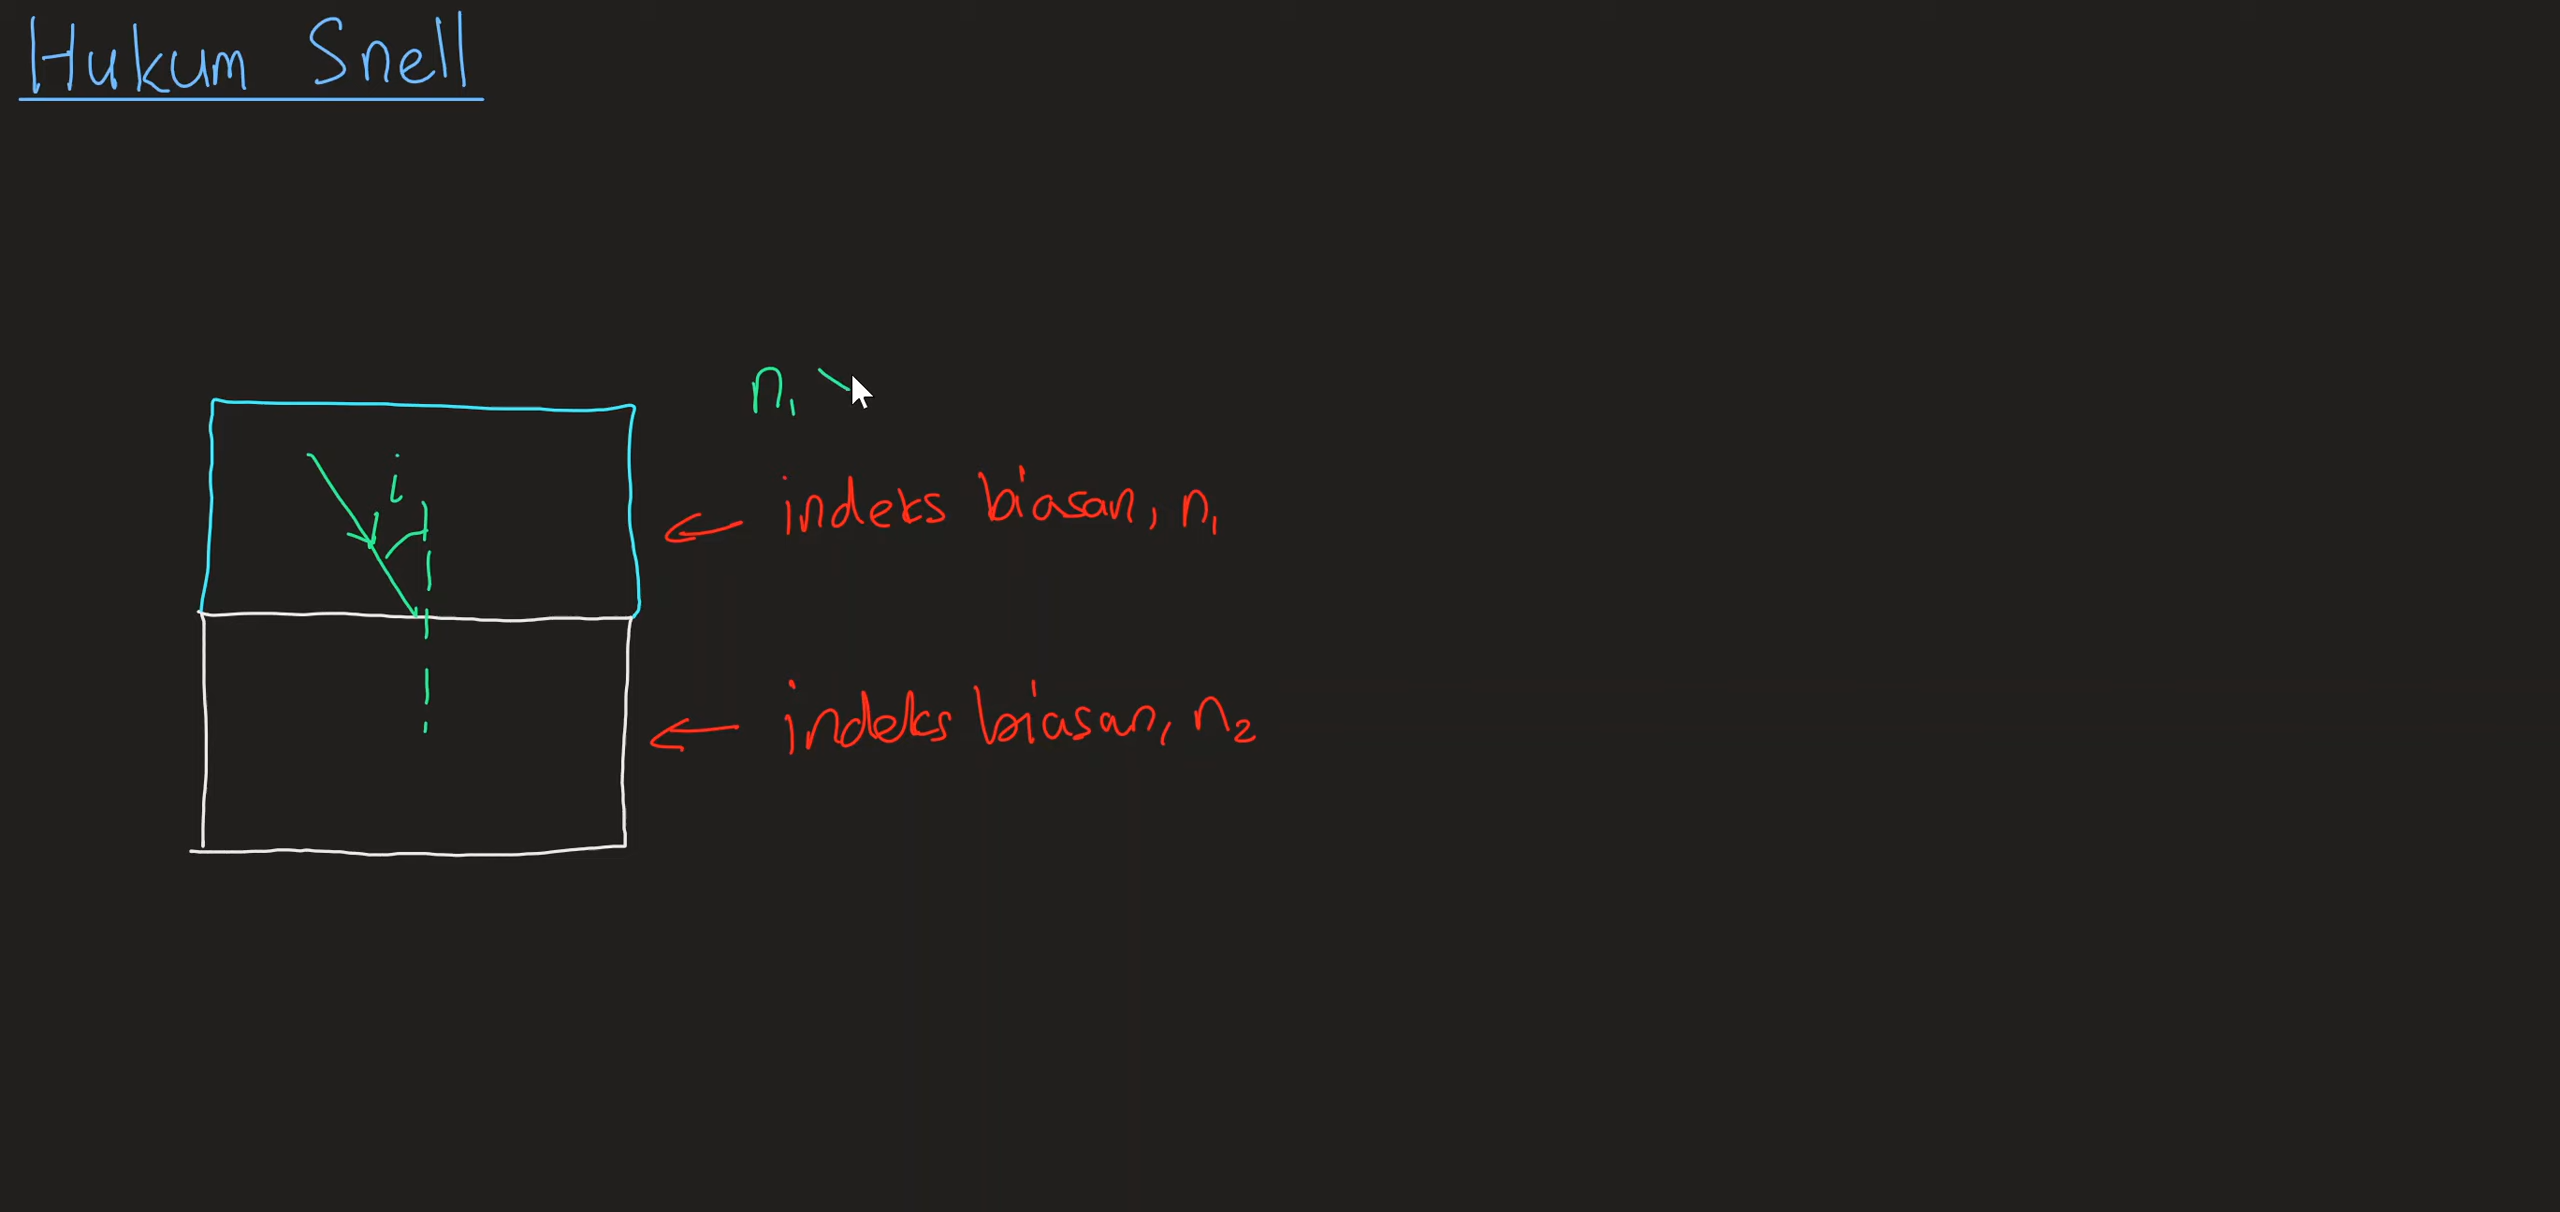 Hukum Snell
n₁
i
indeks biasan, n₁
indeks biasan, n₂